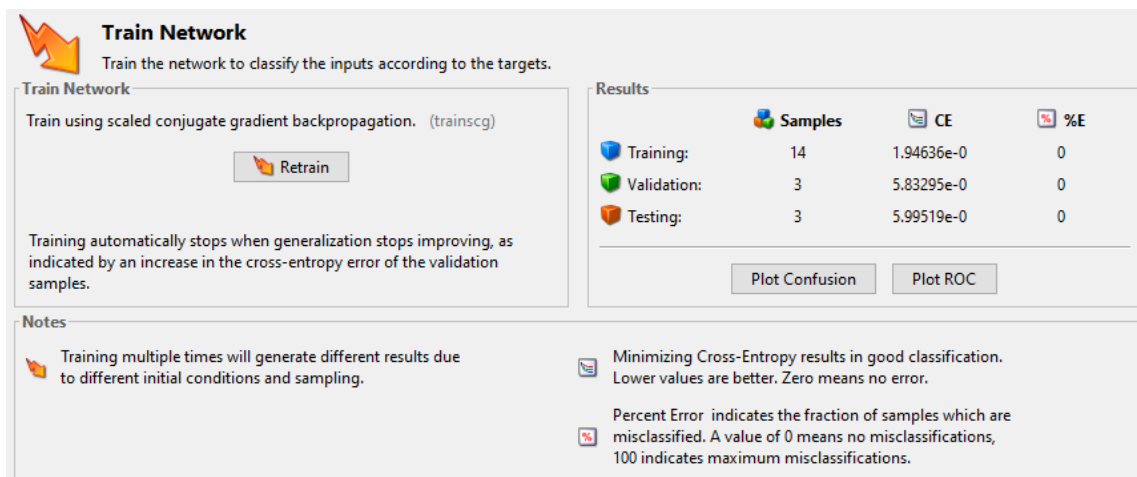 Train Network
Train the network to classify the inputs according to the targets.
Train Network
Train using scaled conjugate gradient backpropagation. (trainscg)
Retrain
Training automatically stops when generalization stops improving, as
indicated by an increase in the cross-entropy error of the validation
samples.
Results
Samples CE % %E
Training: 14 1.94636e-0 0
Validation: 3 5.83295e-0 0
Testing: 3 5.99519e-0 0
Plot Confusion Plot ROC
Notes
Training multiple times will generate different results due
to different initial conditions and sampling.
Minimizing Cross-Entropy results in good classification.
Lower values are better. Zero means no error.
Percent Error indicates the fraction of samples which are
% misclassified. A value of 0 means no misclassifications,
100 indicates maximum misclassifications.